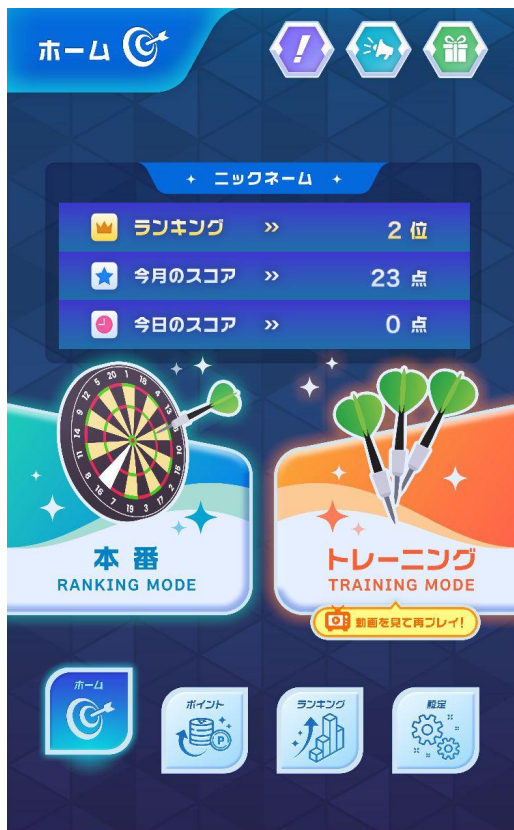 ホーム
ニックネーム
ランキング » 2 位
今月のスコア » 23 点
今日のスコア » 0 点
本番
RANKING MODE
トレーニング
TRAINING MODE
動画を見て再プレイ!
ホーム
ポイント
P
ランキング
設定